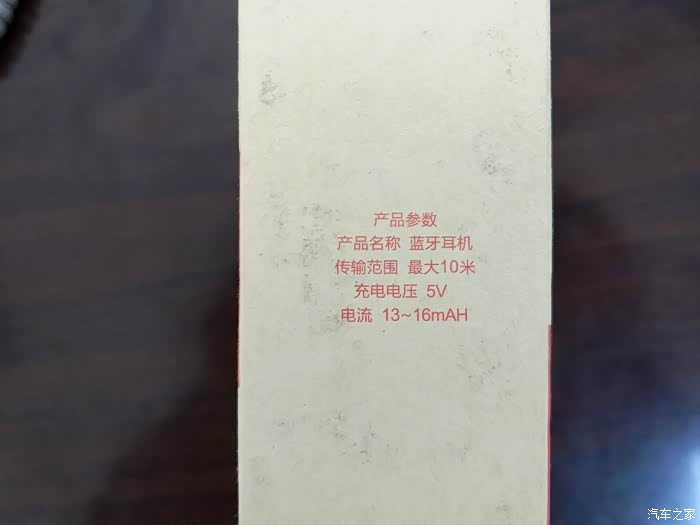 产品参数
产品名称 蓝牙耳机
传输范围 最大10米
充电电压 5V
电流 13~16mAH
汽车之家